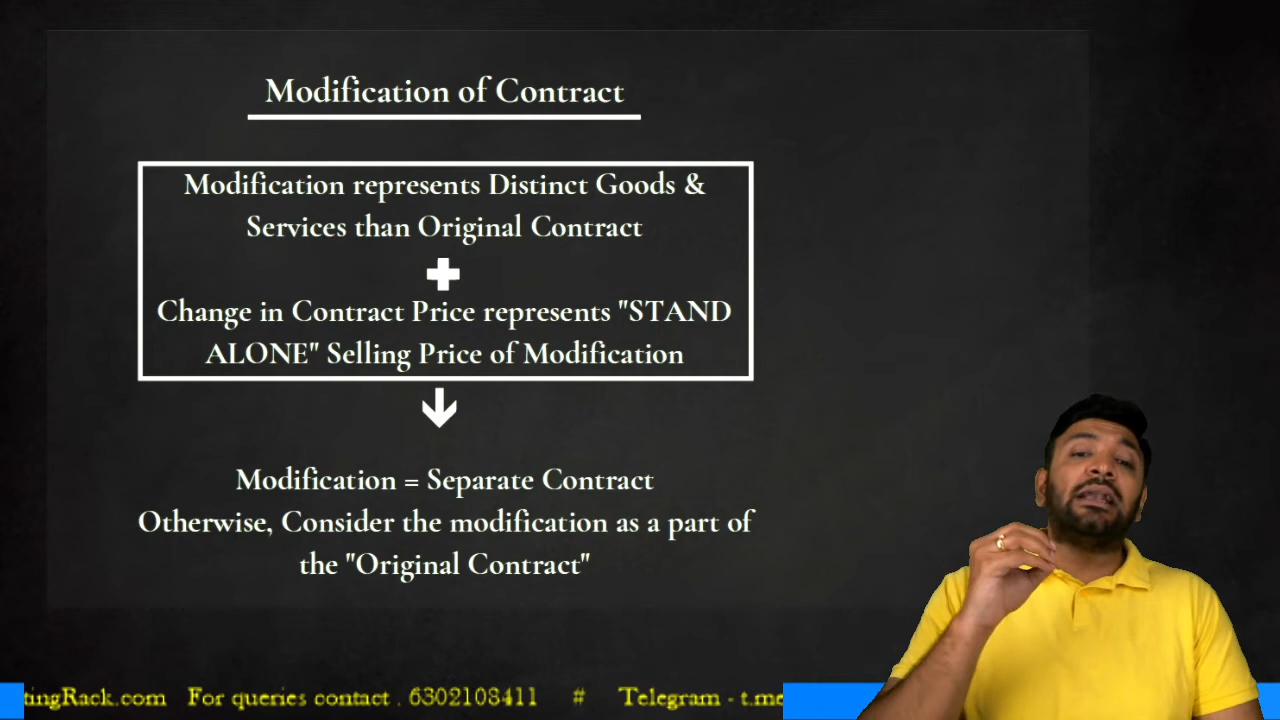 Modification of Contract
Modification represents Distinct Goods &
Services than Original Contract
Change in Contract Price represents "STAND
ALONE" Selling Price of Modification
Modification = Separate Contract
Otherwise, Consider the modification as a part of
the "Original Contract"
tingRack.com For queries contact . 6302108411 # Telegram - t.me